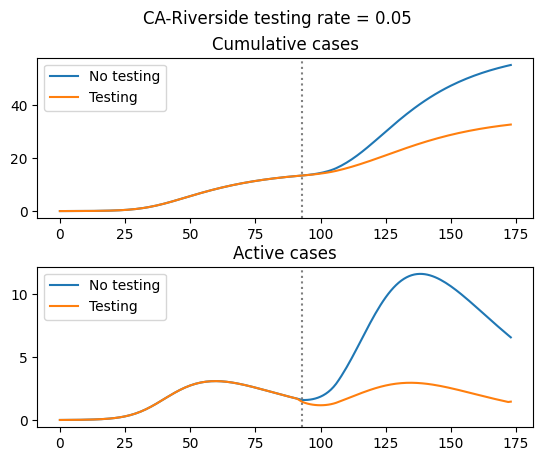 CA-Riverside testing rate = 0.05
Cumulative cases
No testing
Testing
40
20
0
0 25 50 75 100 125 150 175
Active cases
No testing
Testing
10
5
0
0 25 50 75 100 125 150 175